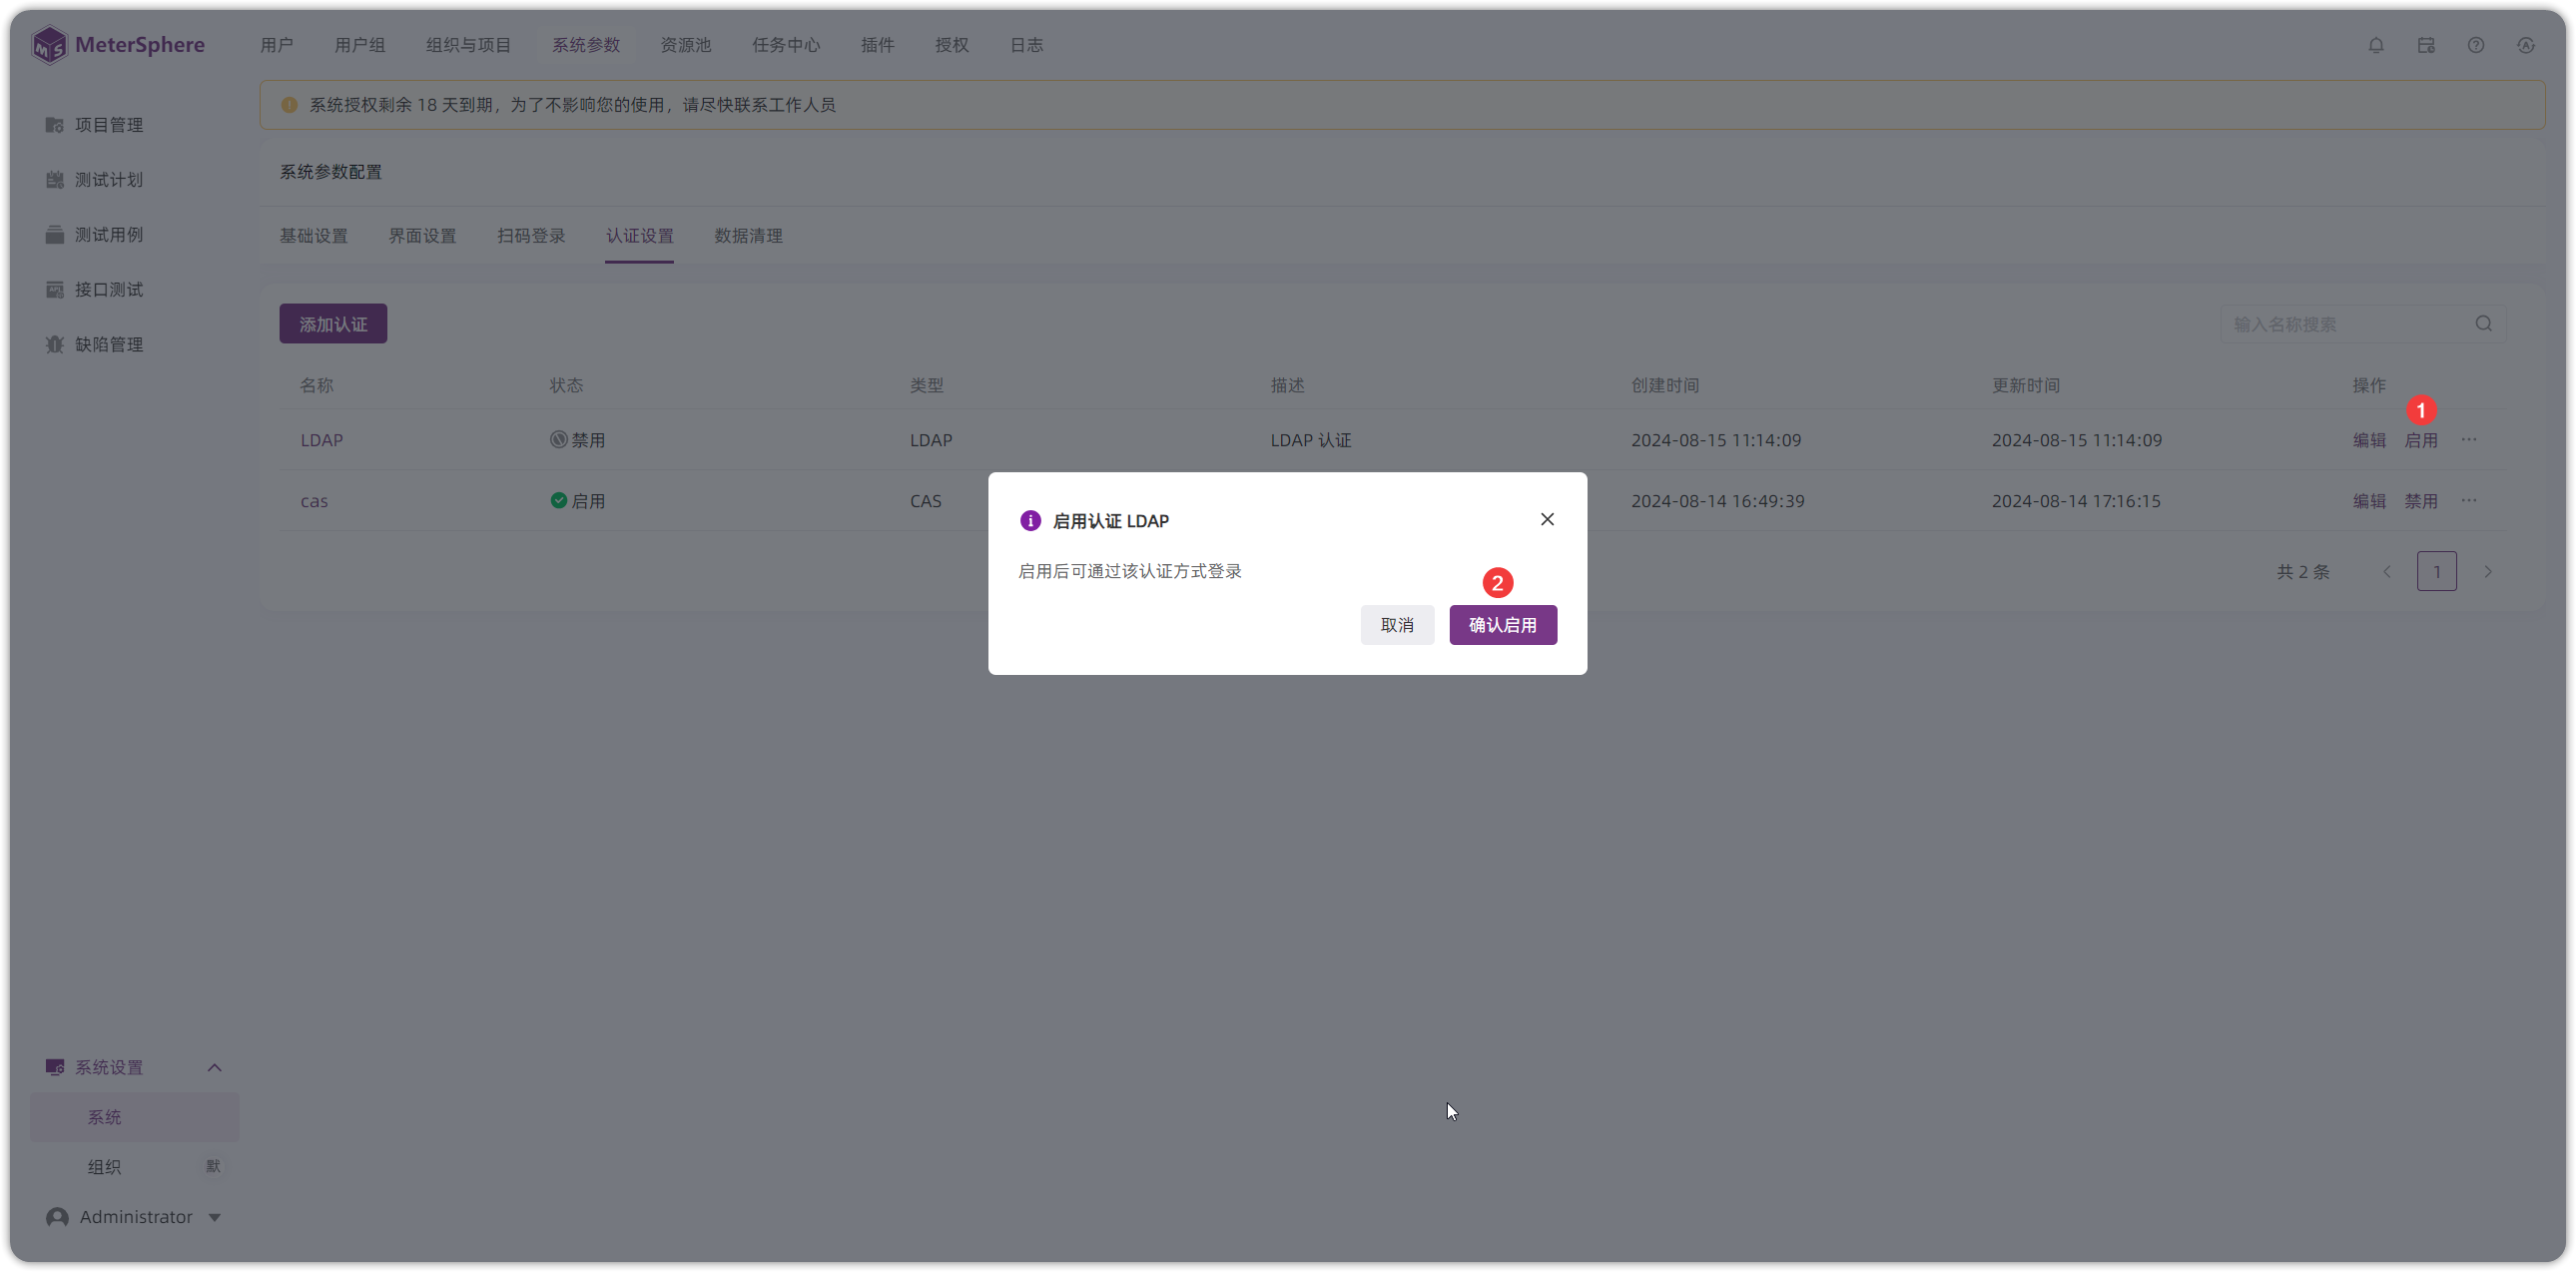 MeterSphere 用户 用户组 组织与项目 系统参数 资源池 任务中心 插件 授权 日志
系统授权剩余 18 天到期，为了不影响您的使用，请尽快联系工作人员
项目管理
测试计划
测试用例
接口测试
缺陷管理
系统参数配置
基础设置 界面设置 扫码登录 认证设置 数据清理
添加认证 输入名称搜索
名称 状态 类型 描述 创建时间 更新时间 操作
1
LDAP 禁用 LDAP LDAP 认证 2024-08-15 11:14:09 2024-08-15 11:14:09 编辑 启用 ···
cas 启用 CAS 2024-08-14 16:49:39 2024-08-14 17:16:15 编辑 禁用 ···
共 2 条 1
启用认证 LDAP
启用后可通过该认证方式登录
2
取消 确认启用
系统设置
系统
组织 默
Administrator